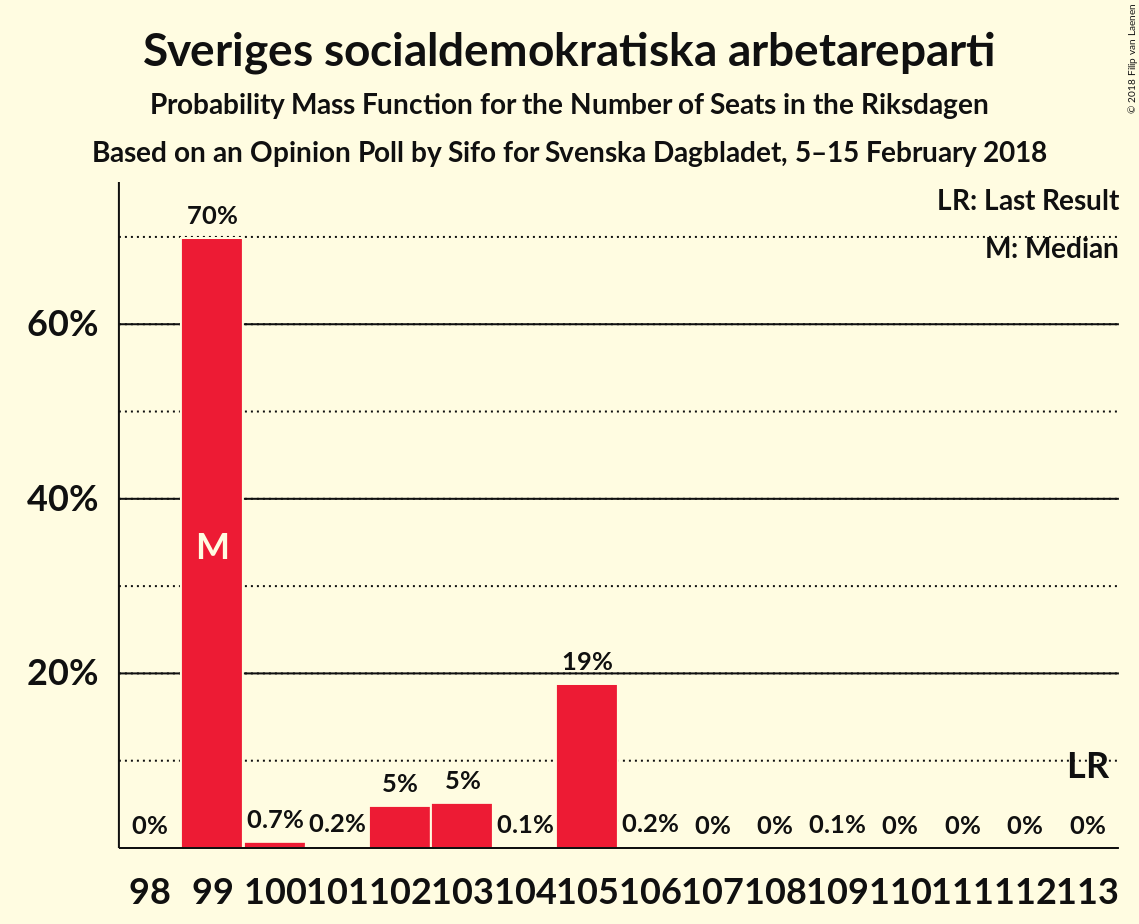 Sveriges socialdemokratiska arbetareparti
Probability Mass Function for the Number of Seats in the Riksdagen
Based on an Opinion Poll by Sifo for Svenska Dagbladet, 5–15 February 2018
© 2018 Filip van Laenen
LR: Last Result
M: Median
70%
60%
40%
20%
M
19%
LR
0% 0.7% 0.2% 5% 5% 0.1% 0.2% 0% 0% 0.1% 0% 0% 0% 0%
98 99 100 101 102 103 104 105 106 107 108 109 110 111 112 113